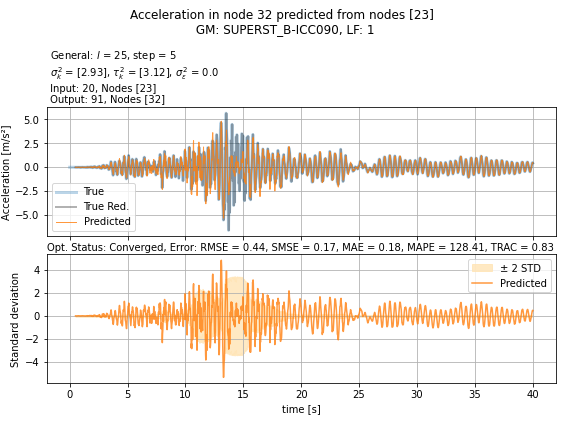 Acceleration in node 32 predicted from nodes [23]
GM: SUPERST_B-ICC090, LF: 1
General: l = 25, step = 5
σ²ₖ = [2.93], τ²ₖ = [3.12], σ²ε = 0.0
Input: 20, Nodes [23]
Output: 91, Nodes [32]
Acceleration [m/s²]
5.0
2.5
0.0
−2.5
−5.0
True
True Red.
Predicted
Opt. Status: Converged, Error: RMSE = 0.44, SMSE = 0.17, MAE = 0.18, MAPE = 128.41, TRAC = 0.83
Standard deviation
4
2
0
−2
−4
± 2 STD
Predicted
0 5 10 15 20 25 30 35 40
time [s]